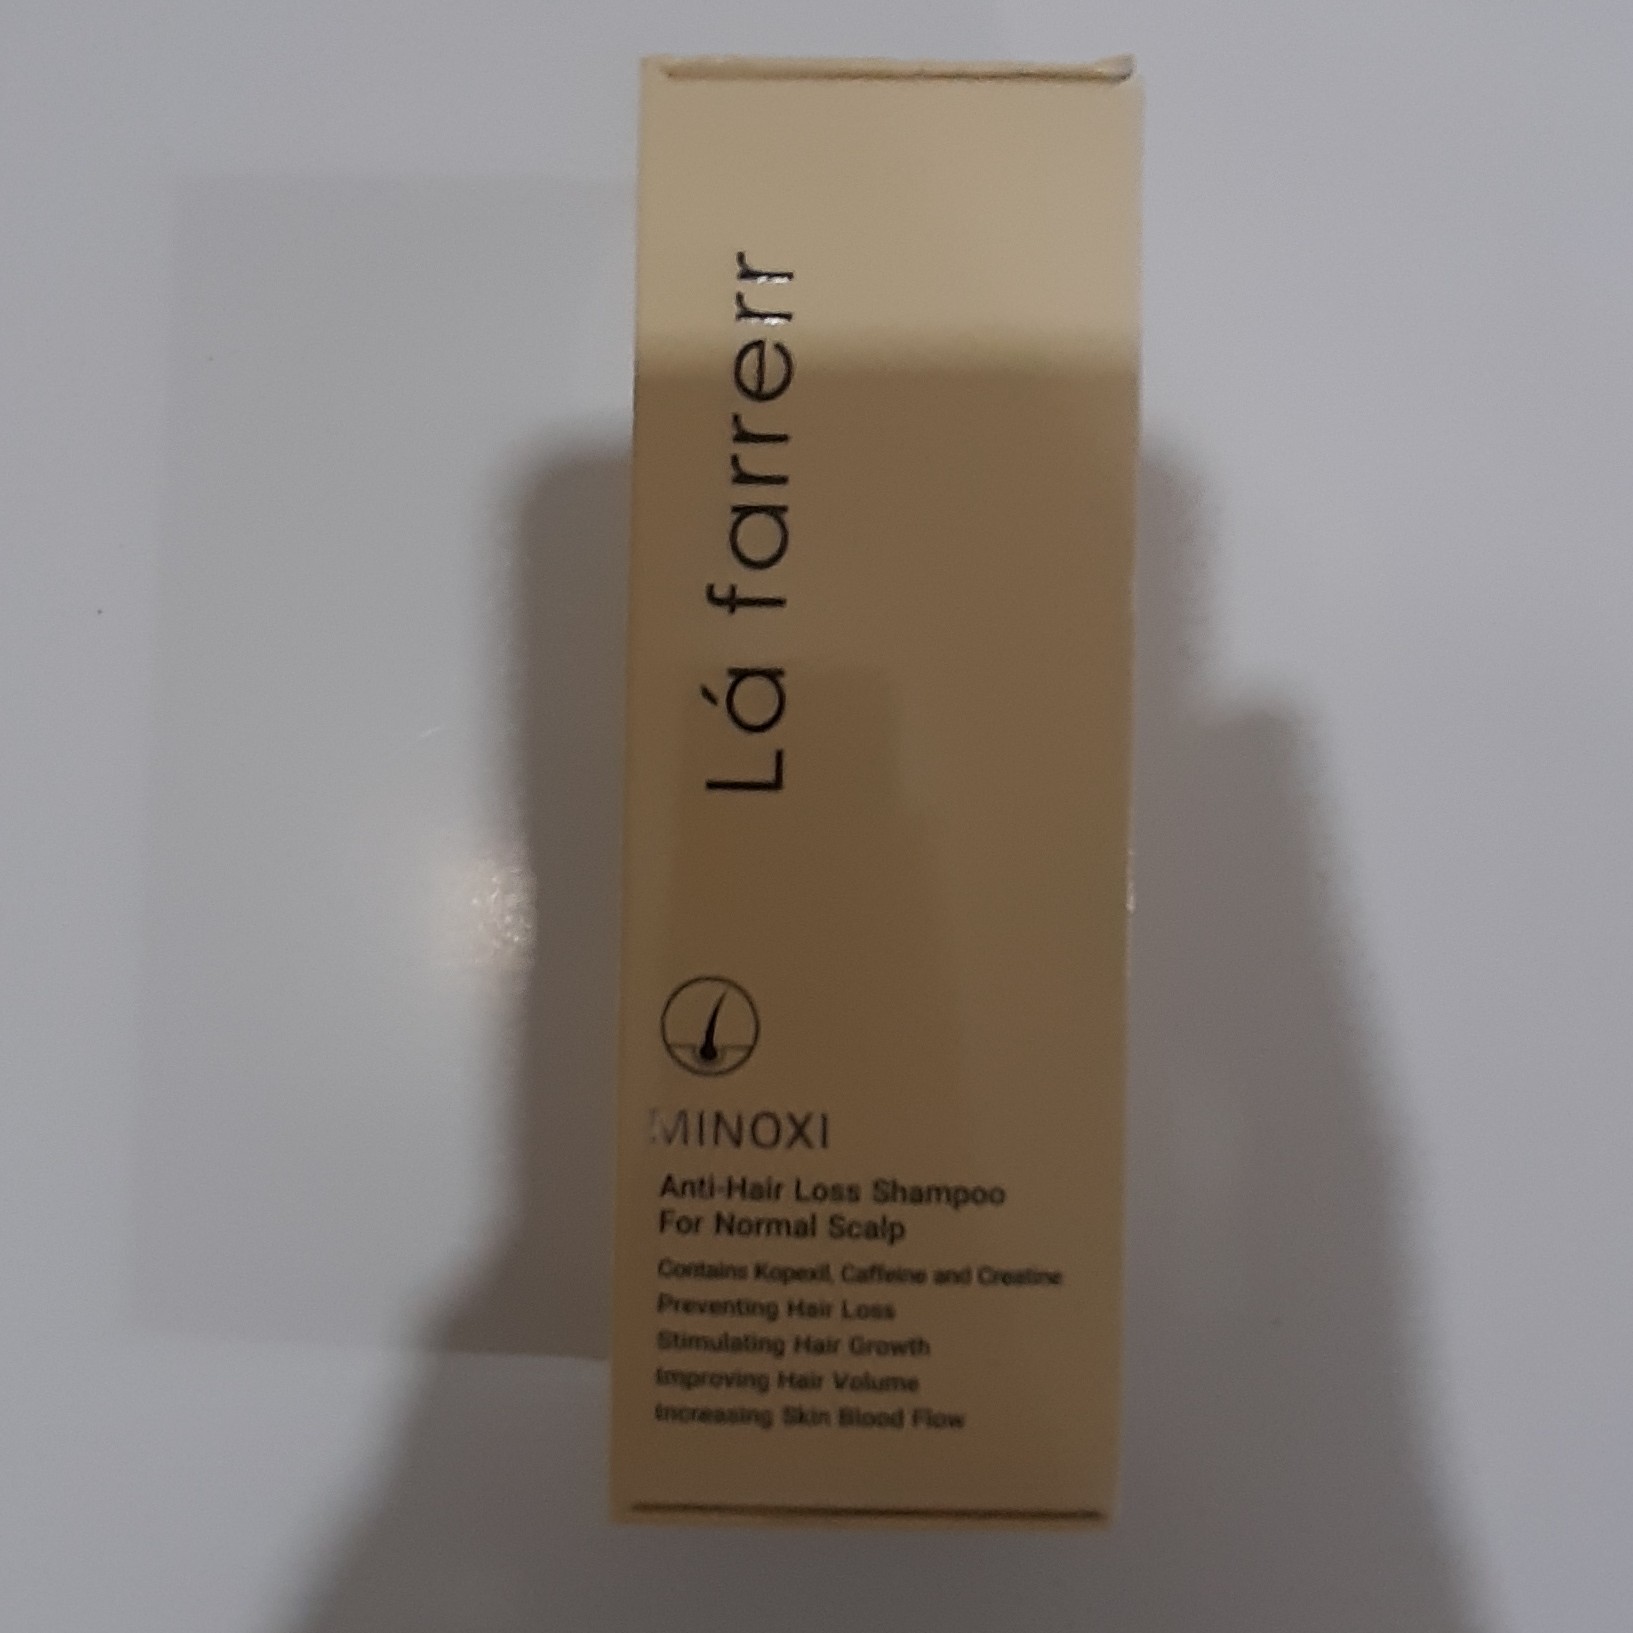 Lá farrerr
MINOXI
Anti-Hair Loss Shampoo
For Normal Scalp
Contains Kopexil, Caffeine and Creatine
Preventing Hair Loss
Stimulating Hair Growth
Improving Hair Volume
Increasing Skin Blood Flow